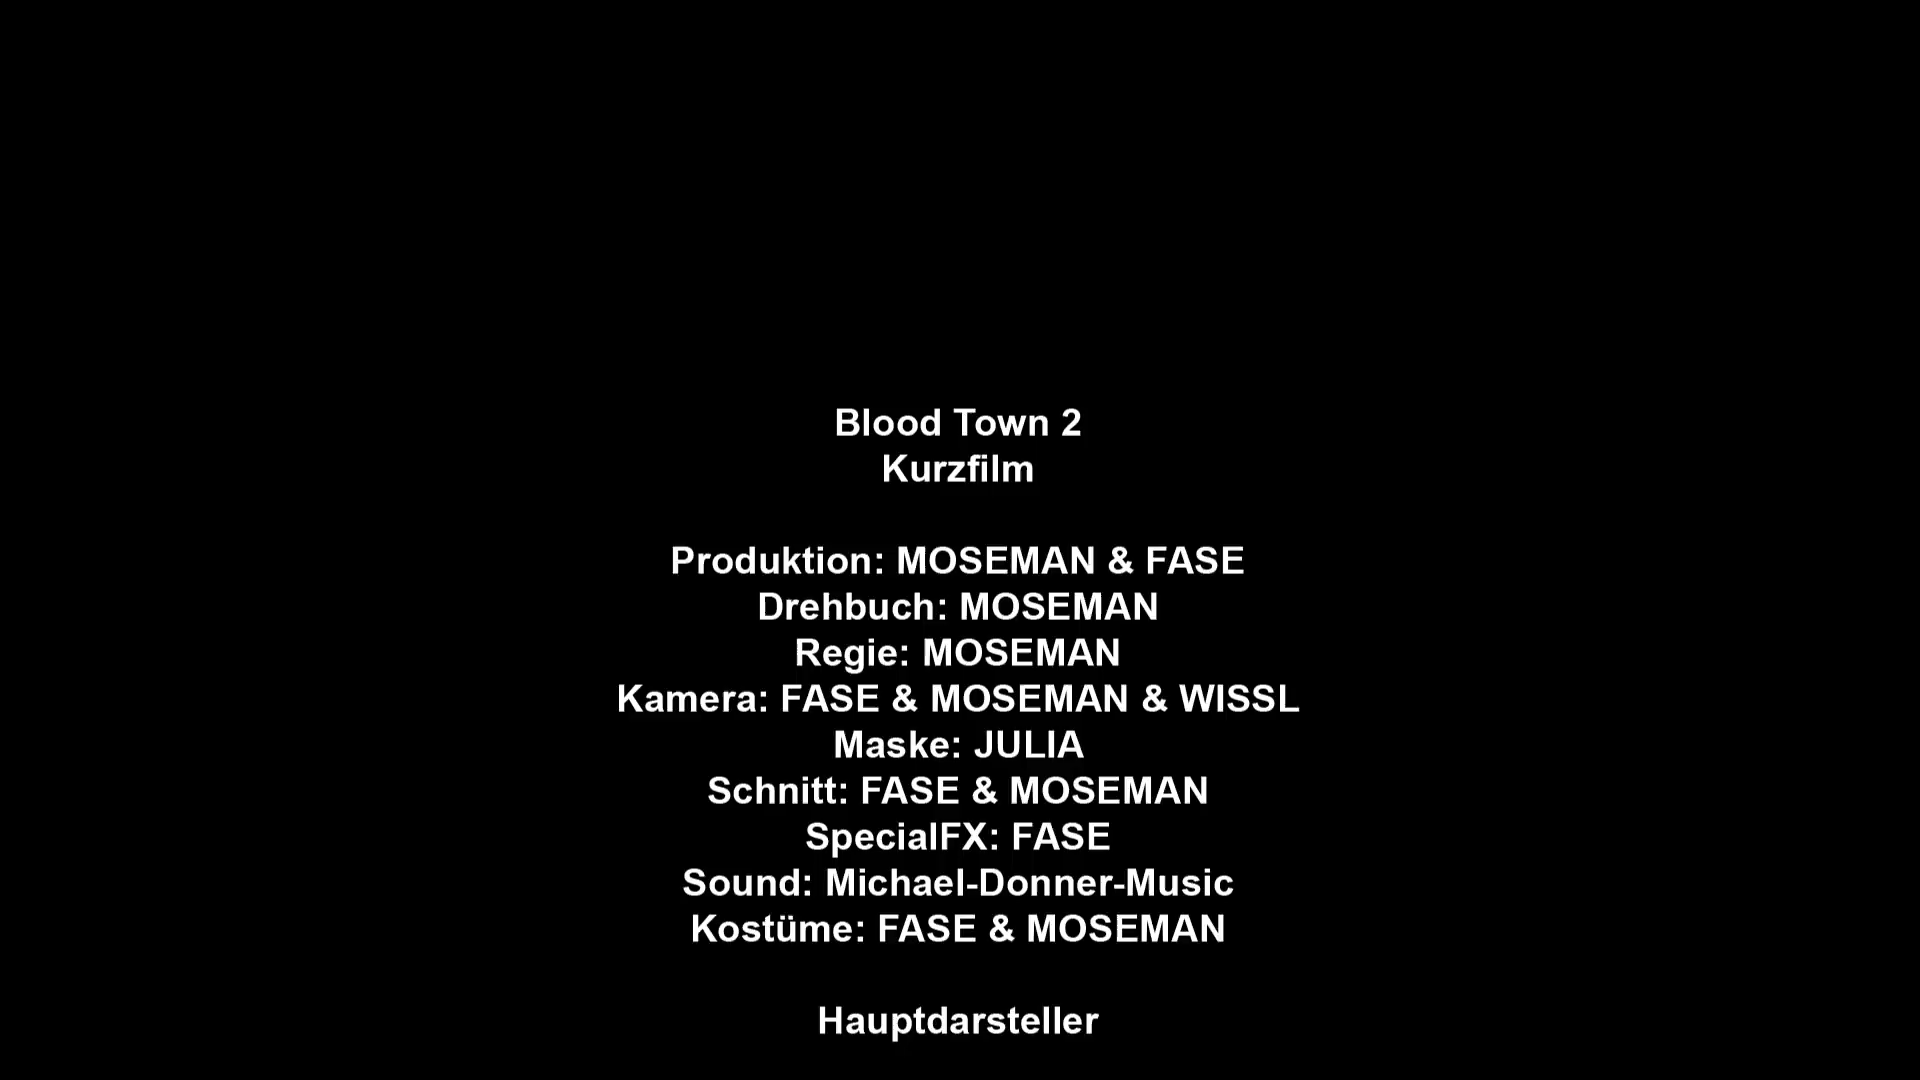 Blood Town 2
Kurzfilm
Produktion: MOSEMAN & FASE
Drehbuch: MOSEMAN
Regie: MOSEMAN
Kamera: FASE & MOSEMAN & WISSL
Maske: JULIA
Schnitt: FASE & MOSEMAN
SpecialFX: FASE
Sound: Michael-Donner-Music
Kostüme: FASE & MOSEMAN
Hauptdarsteller